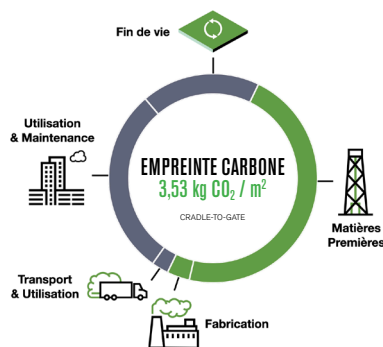 Fin de vie
Utilisation
& Maintenance
EMPREINTE CARBONE
3,53 kg CO₂ / m²
CRADLE-TO-GATE
Matières
Premières
Transport
& Utilisation
Fabrication